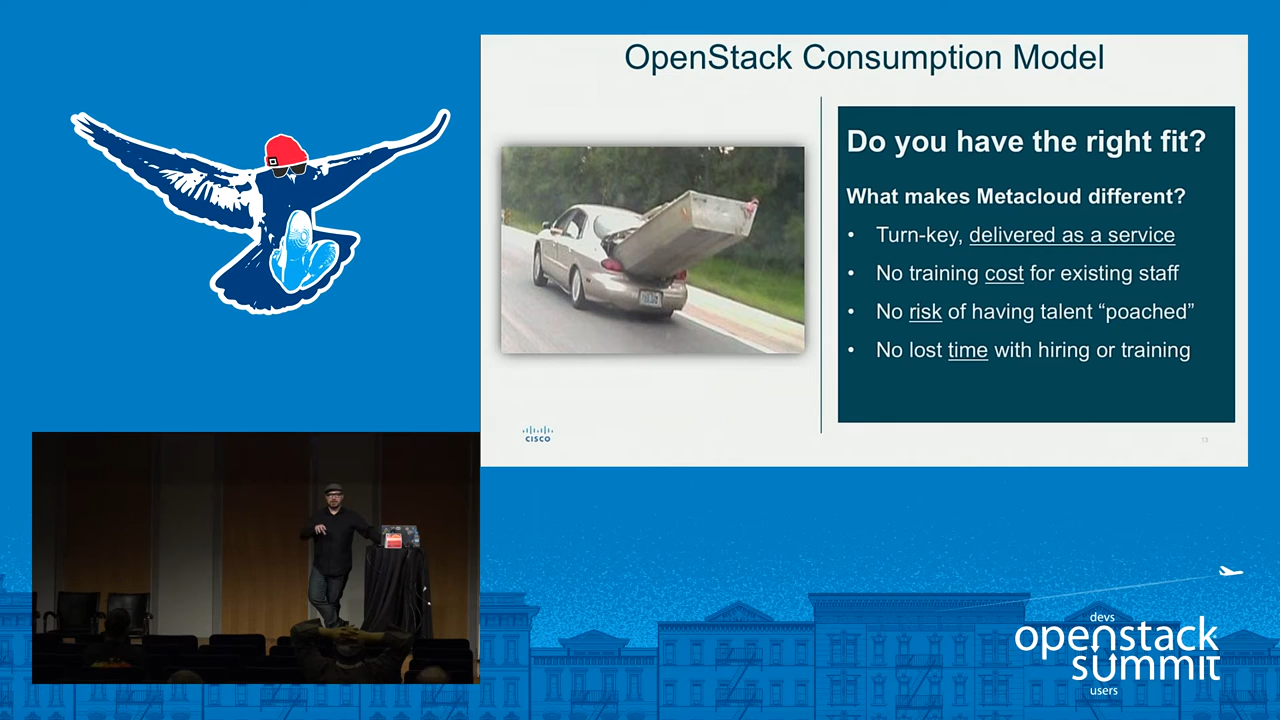 OpenStack Consumption Model
Do you have the right fit?
What makes Metacloud different?
• Turn-key, delivered as a service
• No training cost for existing staff
• No risk of having talent “poached”
• No lost time with hiring or training
CISCO
13
devs
openstack
summit
users